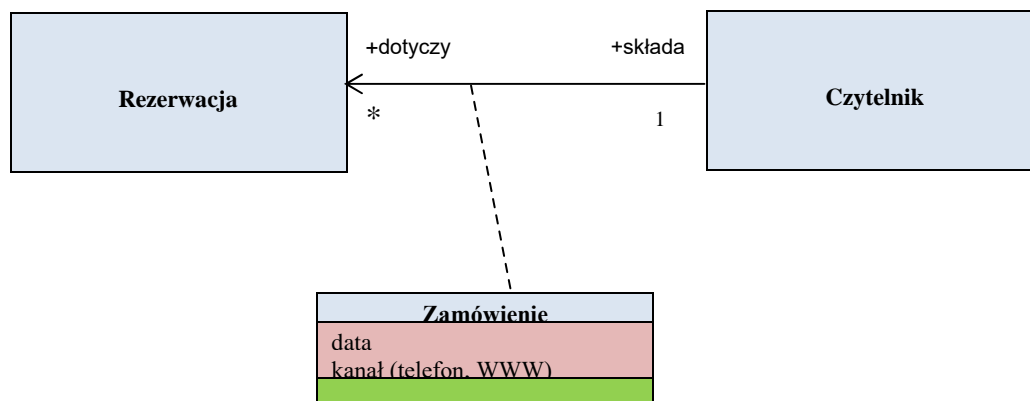 +dotyczy
+składa
Rezerwacja
Czytelnik
*
1
Zamówienie
data
kanał (telefon, WWW)